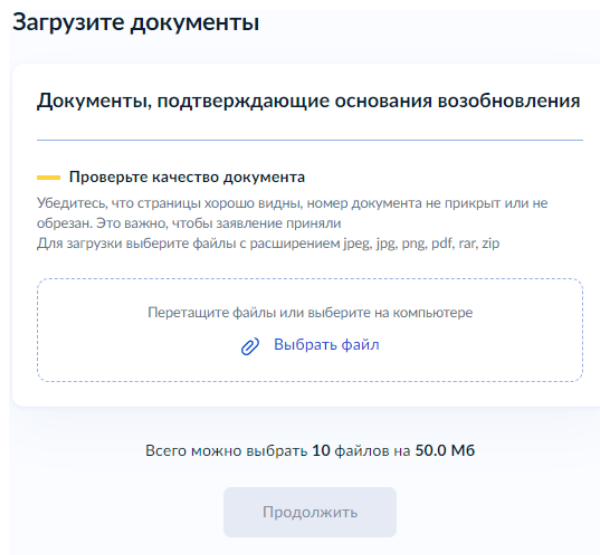 Загрузите документы
Документы, подтверждающие основания возобновления
Проверьте качество документа
Убедитесь, что страницы хорошо видны, номер документа не прикрыт или не
обрезан. Это важно, чтобы заявление приняли
Для загрузки выберите файлы с расширением jpeg, jpg, png, pdf, rar, zip
Перетащите файлы или выберите на компьютере
Выбрать файл
Всего можно выбрать 10 файлов на 50.0 Мб
Продолжить